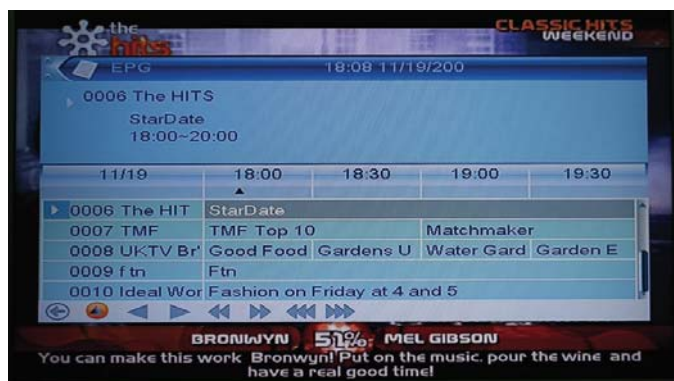 the
hits
CLASSIC HITS
WEEKEND
EPG 18:08 11/19/200
0006 The HITS
StarDate
18:00~20:00
11/19 18:00 18:30 19:00 19:30
0006 The HIT StarDate
0007 TMF TMF Top 10 Matchmaker
0008 UKTV Br' Good Food Gardens U Water Gard Garden E
0009 f tn Ftn
0010 Ideal Wor Fashion on Friday at 4 and 5
BRONWYN 51%: MEL GIBSON
You can make this work Bronwyn! Put on the music. pour the wine and
have a real good time!